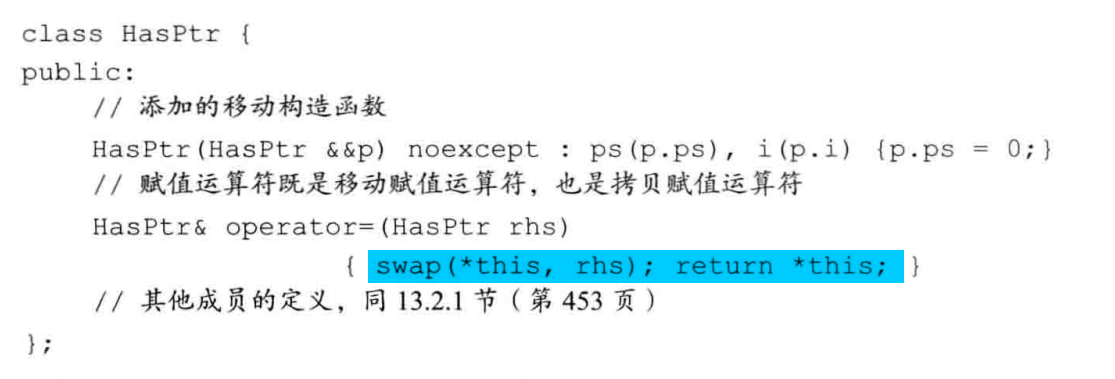 class HasPtr {
public:
// 添加的移动构造函数
HasPtr(HasPtr &&p) noexcept : ps(p.ps), i(p.i) {p.ps = 0;}
// 赋值运算符既是移动赋值运算符，也是拷贝赋值运算符
HasPtr& operator=(HasPtr rhs)
{ swap(*this, rhs); return *this; }
// 其他成员的定义，同 13.2.1 节（第 453 页）
};